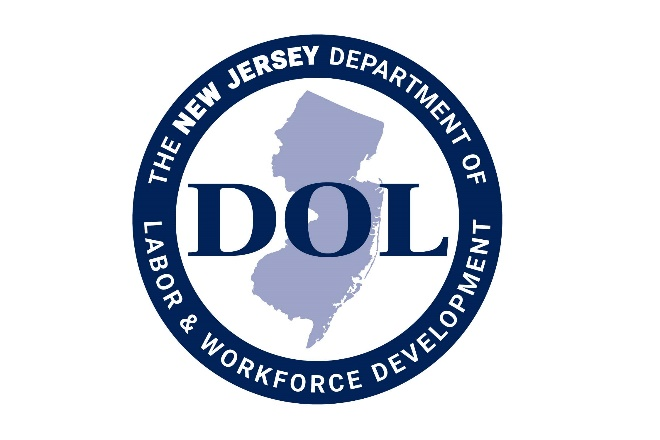 THE NEW JERSEY DEPARTMENT OF
DOL
LABOR & WORKFORCE DEVELOPMENT